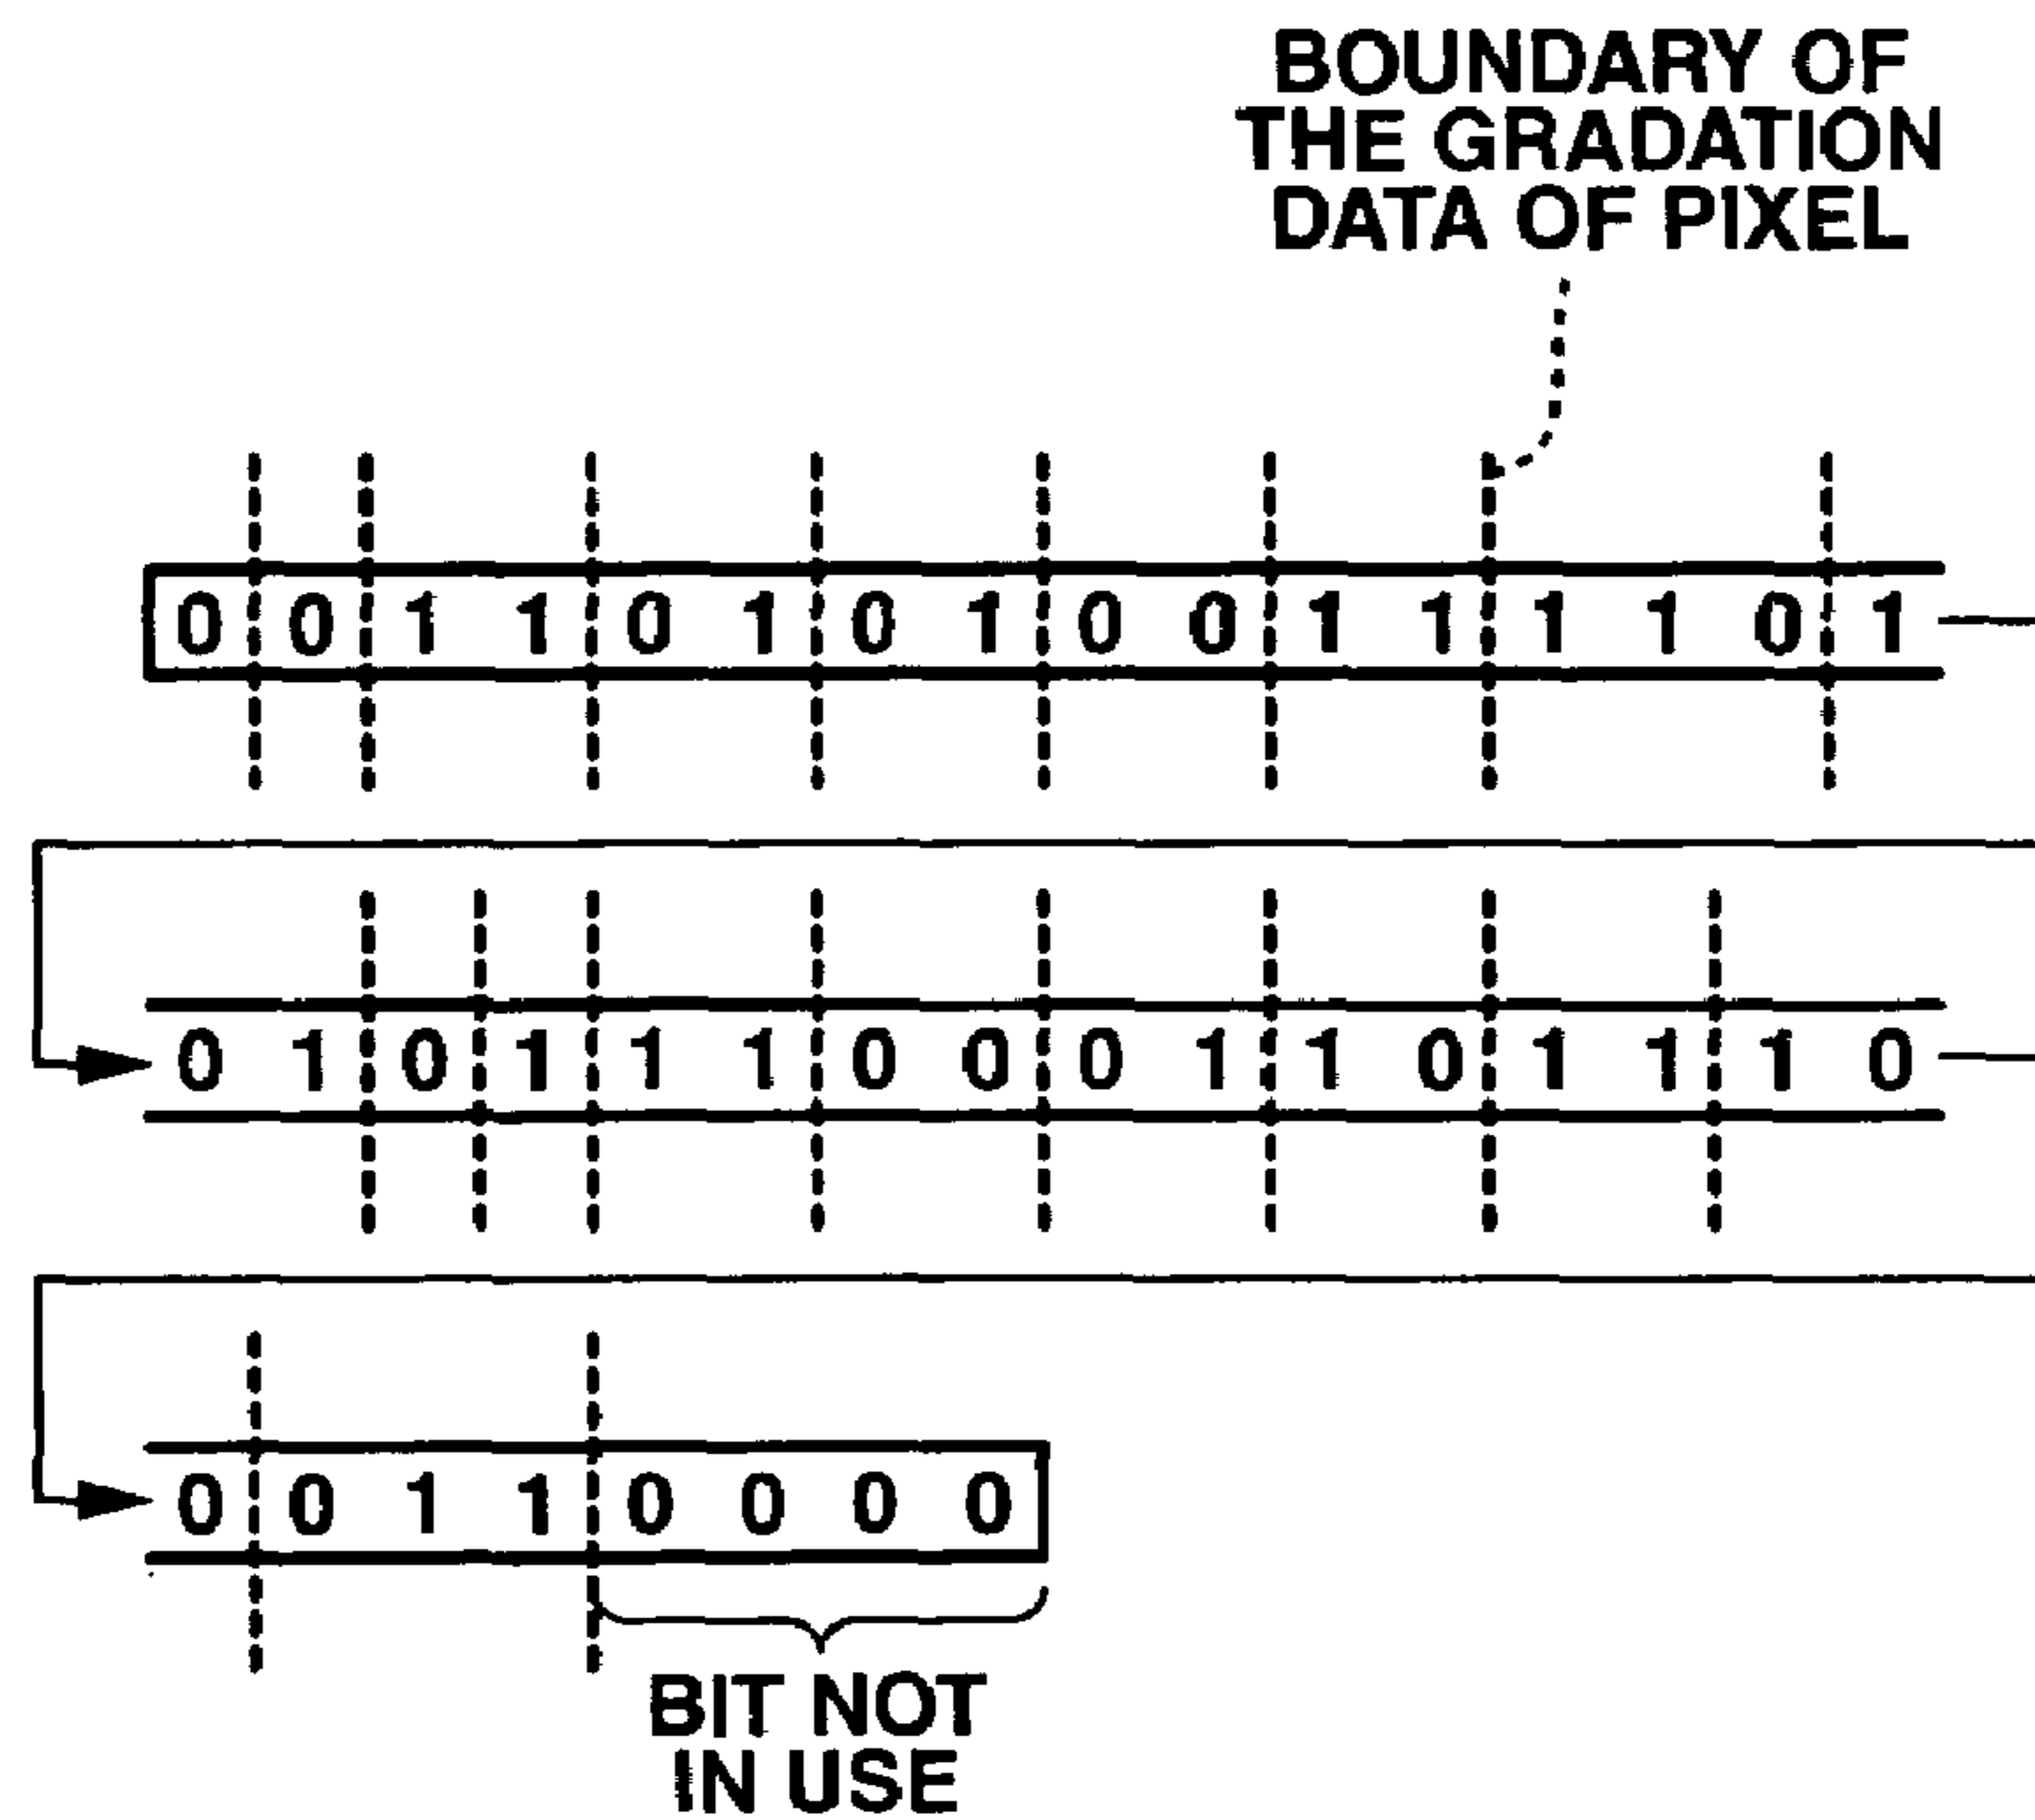 BOUNDARY OF
THE GRADATION
DATA OF PIXEL
0 0 1 1 0 1 0 1 0 0 1 1 1 1 0 1
0 1 0 1 1 1 0 0 0 1 1 0 1 1 1 0
0 0 1 1 0 0 0 0
BIT NOT
IN USE